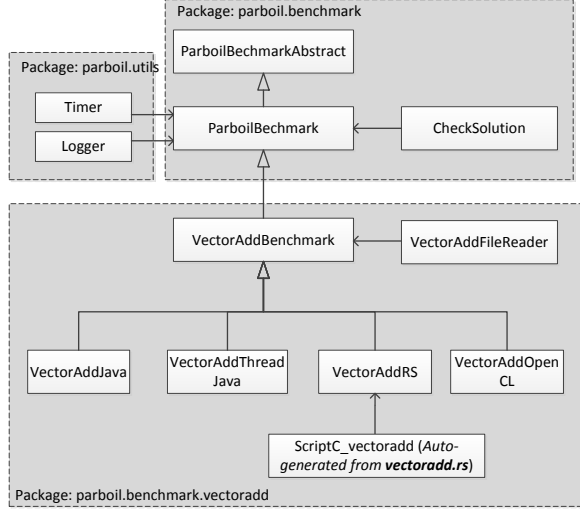 Package: parboil.benchmark
ParboilBechmarkAbstract
Package: parboil.utils
Timer
Logger
ParboilBechmark
CheckSolution
VectorAddBenchmark
VectorAddFileReader
VectorAddJava
VectorAddThread
Java
VectorAddRS
VectorAddOpen
CL
ScriptC_vectoradd (Auto-
generated from vectoradd.rs)
Package: parboil.benchmark.vectoradd